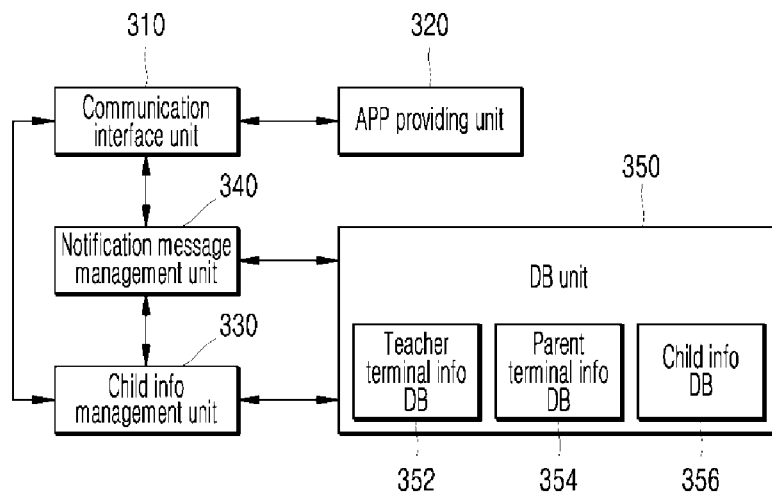 310
320
Communication
interface unit
APP providing unit
340
350
Notification message
management unit
DB unit
330
Child info
management unit
Teacher
terminal info
DB
Parent
terminal info
DB
Child info
DB
352
354
356